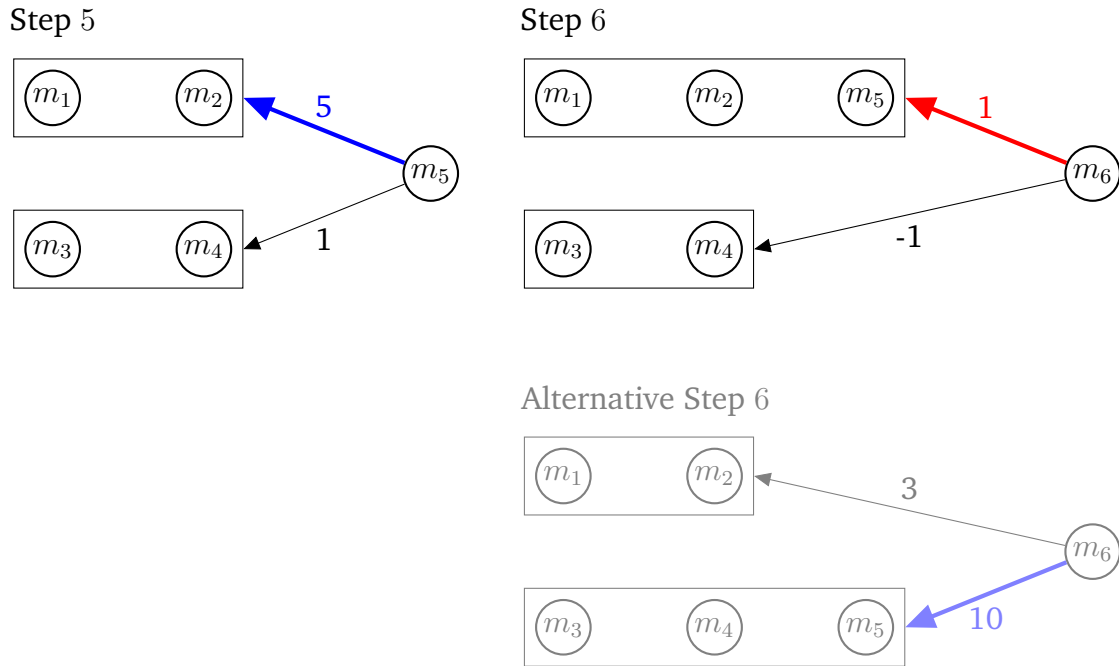 Step 5
m₁ m₂
5
m₅
m₃ m₄
1
Step 6
m₁ m₂ m₅
1
m₆
m₃ m₄
-1
Alternative Step 6
m₁ m₂
3
m₆
m₃ m₄ m₅
10